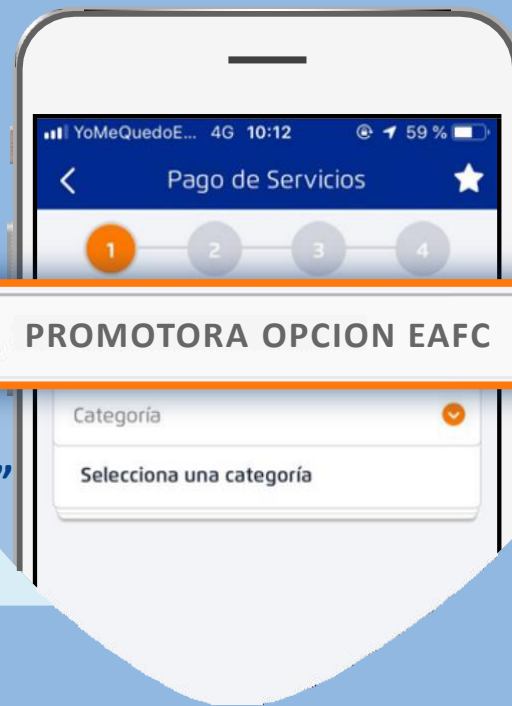 YoMeQuedoE... 4G 10:12 59 %
Pago de Servicios
1 2 3 4
PROMOTORA OPCION EAFC
Categoría
”
Selecciona una categoría